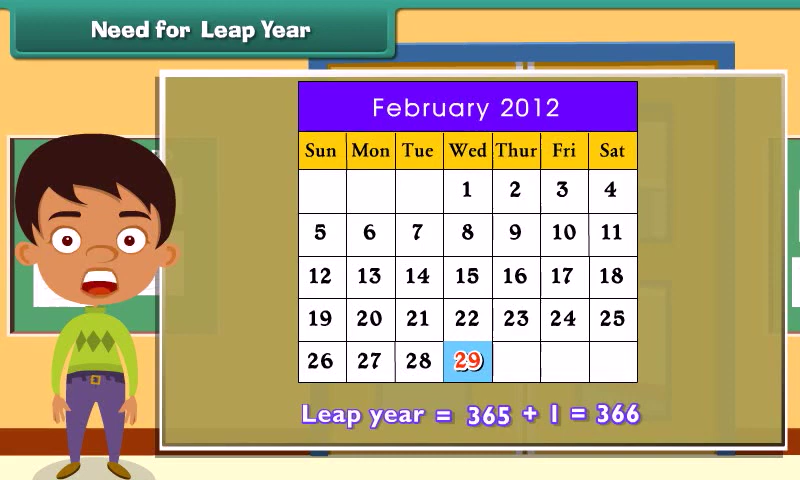 Need for Leap Year
February 2012
Sun Mon Tue Wed Thur Fri Sat
1 2 3 4
5 6 7 8 9 10 11
12 13 14 15 16 17 18
19 20 21 22 23 24 25
26 27 28 29
Leap year = 365 + 1 = 366